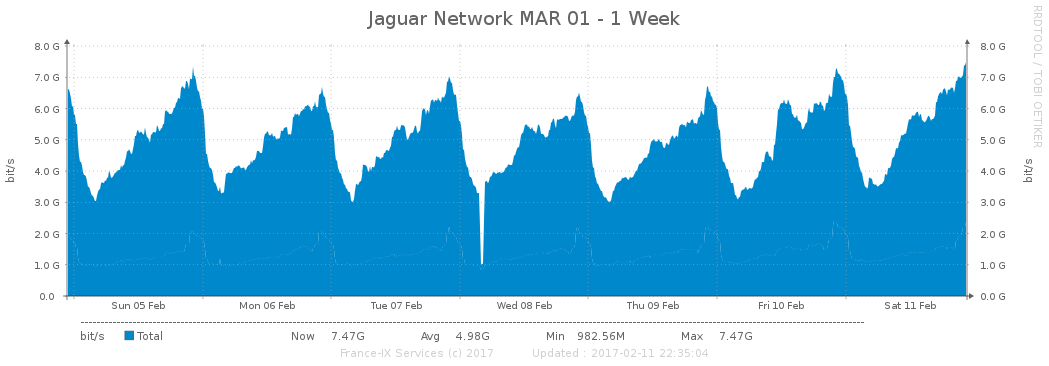 Jaguar Network MAR 01 - 1 Week
RRDTOOL / TOBI OETIKER
bit/s
bit/s
8.0 G 8.0 G
7.0 G 7.0 G
6.0 G 6.0 G
5.0 G 5.0 G
4.0 G 4.0 G
3.0 G 3.0 G
2.0 G 2.0 G
1.0 G 1.0 G
0.0 0.0 G
Sun 05 Feb Mon 06 Feb Tue 07 Feb Wed 08 Feb Thu 09 Feb Fri 10 Feb Sat 11 Feb
bit/s Total Now 7.47G Avg 4.98G Min 982.56M Max 7.47G
France-IX Services (c) 2017 Updated : 2017-02-11 22:35:04